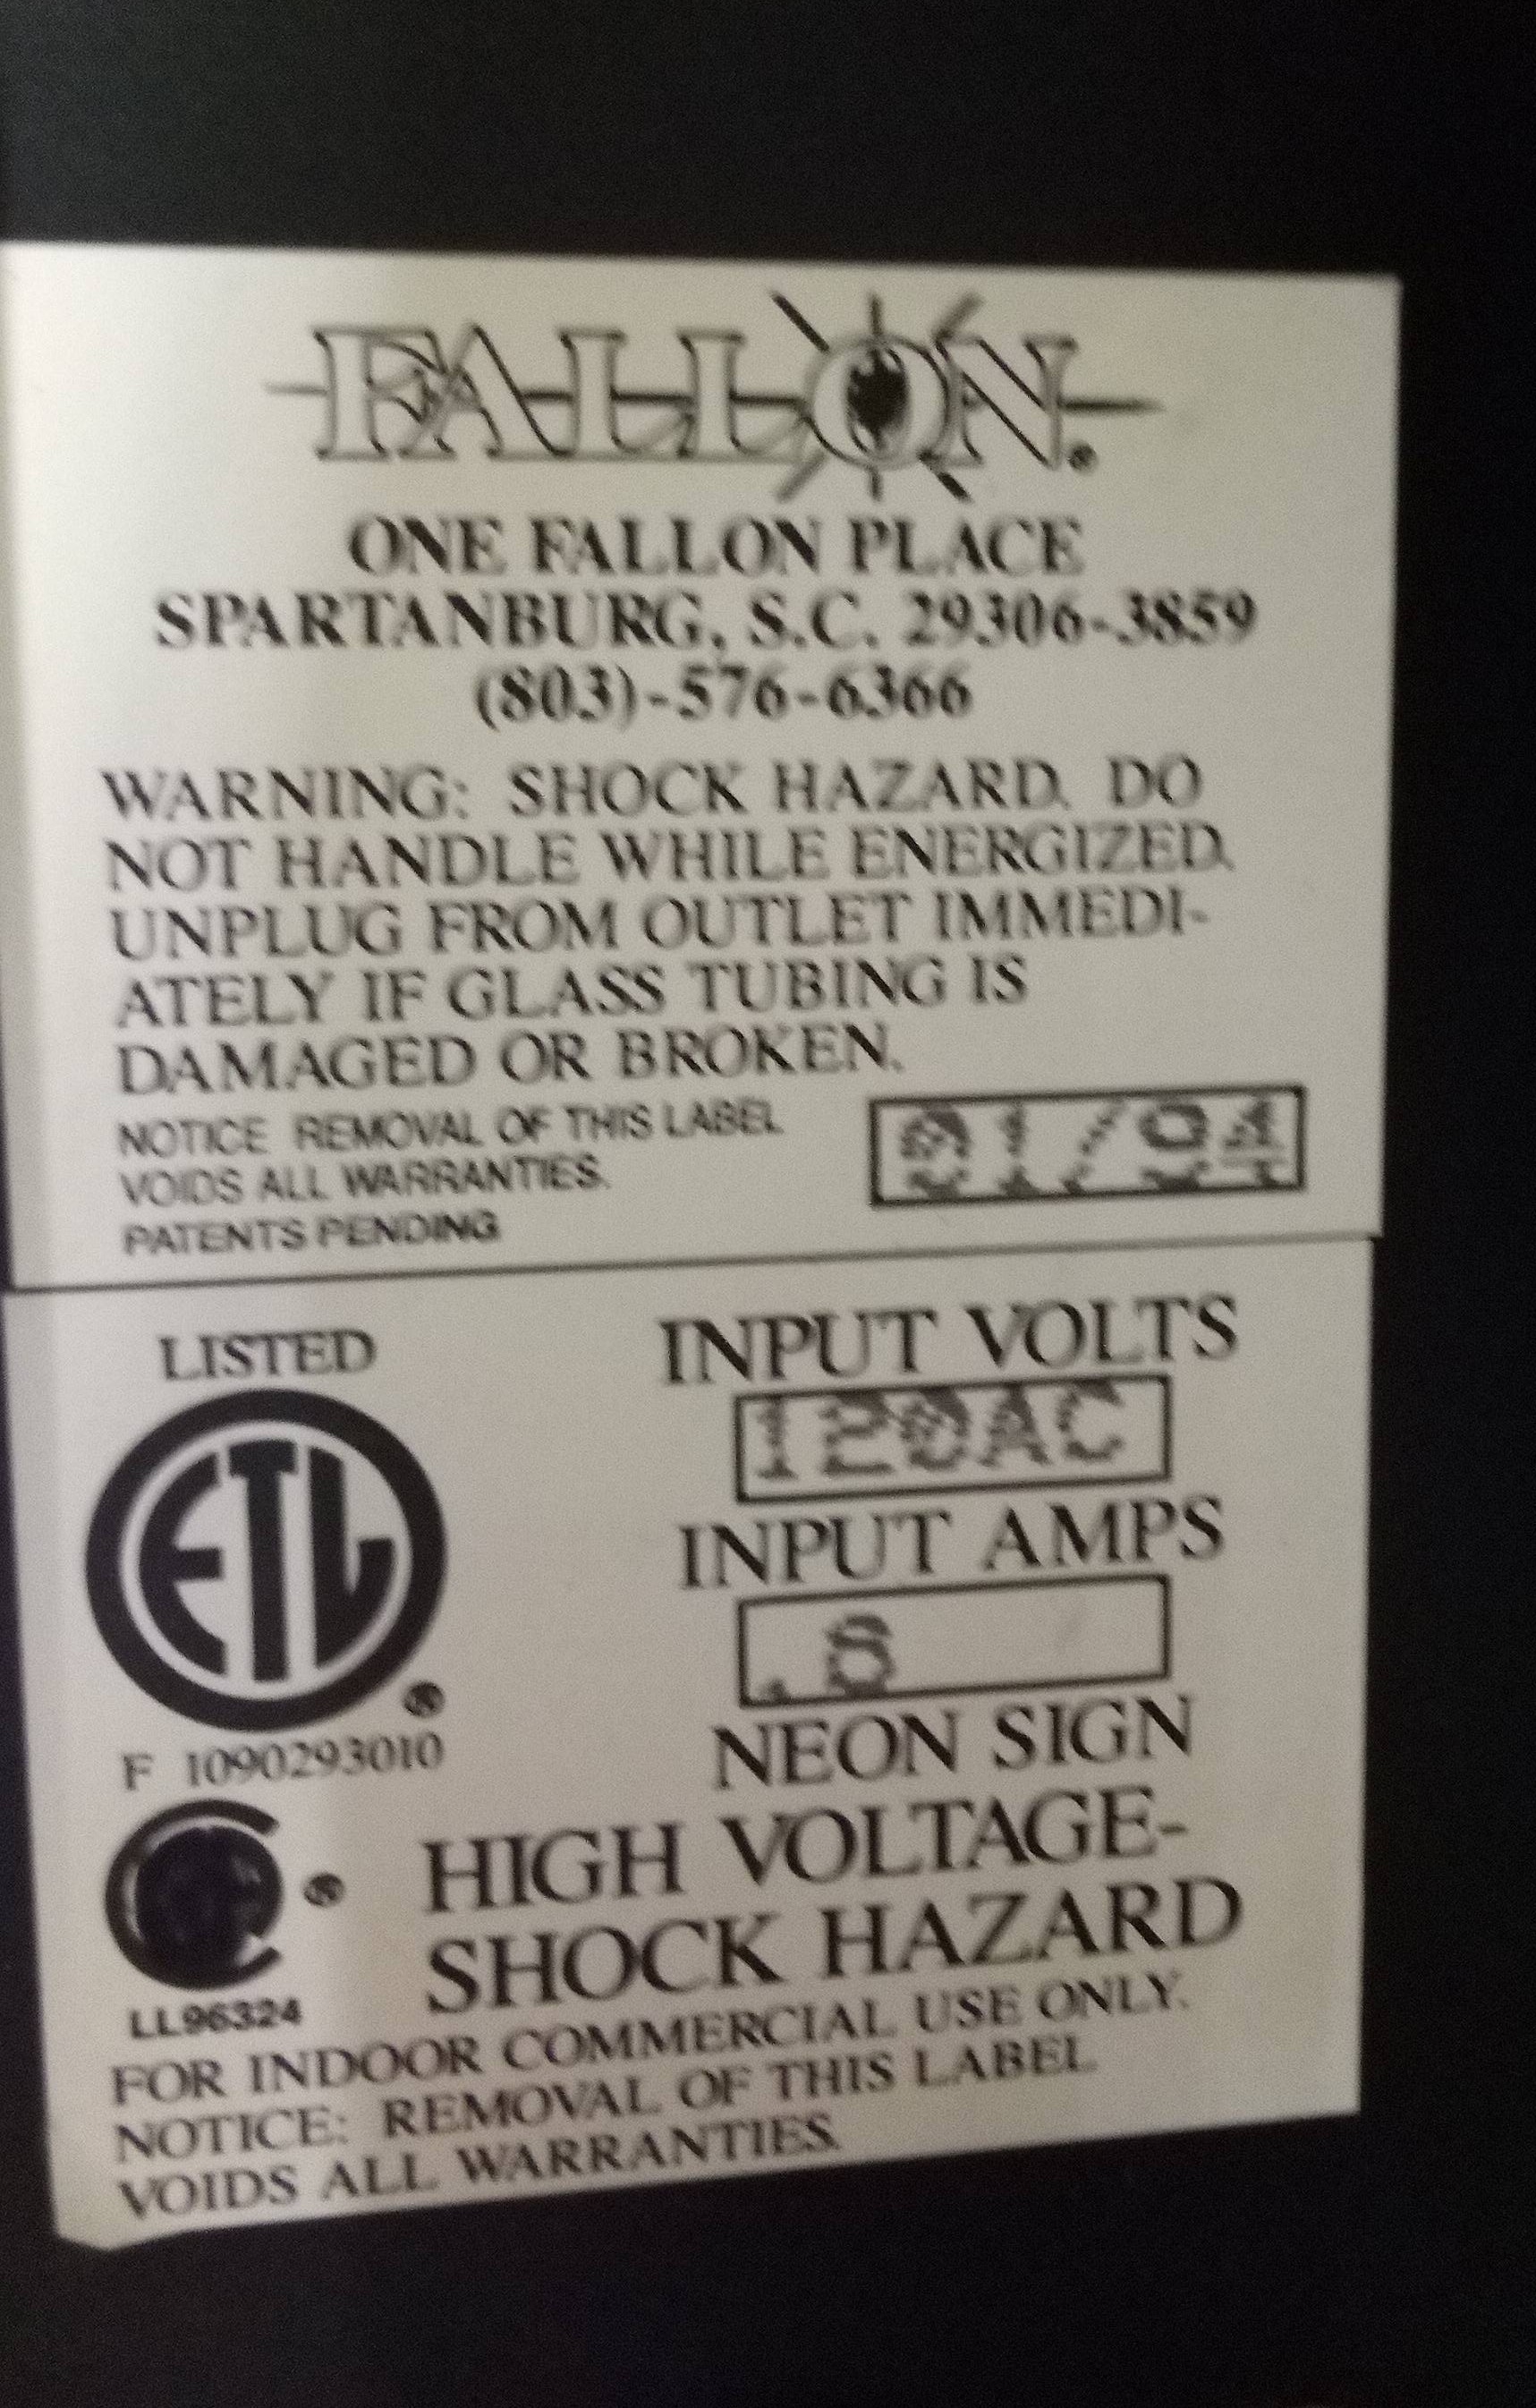 FALLON®
ONE FALLON PLACE
SPARTANBURG, S.C. 29306-3859
(803)-576-6366
WARNING: SHOCK HAZARD. DO
NOT HANDLE WHILE ENERGIZED.
UNPLUG FROM OUTLET IMMEDI-
ATELY IF GLASS TUBING IS
DAMAGED OR BROKEN.
NOTICE REMOVAL OF THIS LABEL
VOIDS ALL WARRANTIES.
PATENTS PENDING
01/94
LISTED
ETL
®
F 1090293010
INPUT VOLTS
120AC
INPUT AMPS
NEON SIGN
®
LL96324
HIGH VOLTAGE-
SHOCK HAZARD
FOR INDOOR COMMERCIAL USE ONLY.
NOTICE: REMOVAL OF THIS LABEL
VOIDS ALL WARRANTIES.